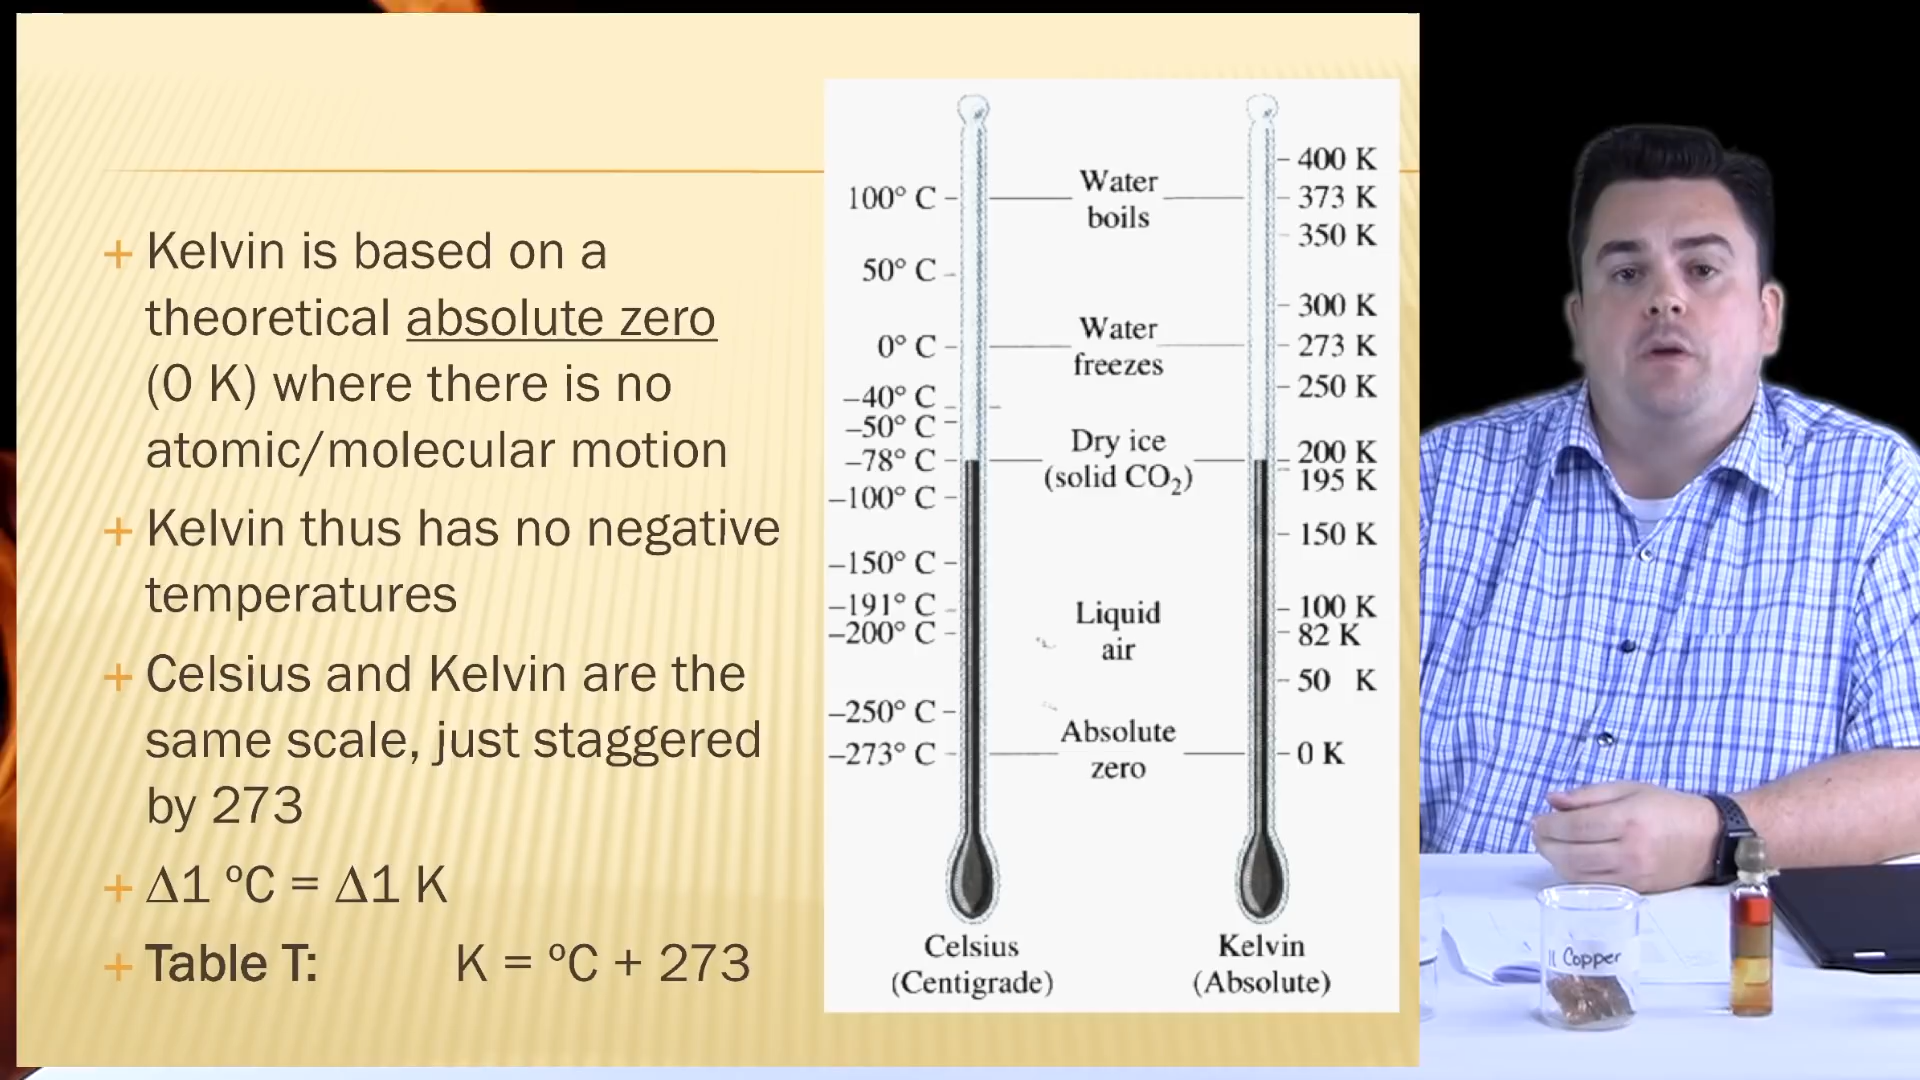 + Kelvin is based on a
theoretical absolute zero
(0 K) where there is no
atomic/molecular motion
+ Kelvin thus has no negative
temperatures
+ Celsius and Kelvin are the
same scale, just staggered
by 273
+ Δ1 ºC = Δ1 K
+ Table T: K = ºC + 273
100° C
50° C
0° C
–40° C
–50° C
–78° C
–100° C
–150° C
–191° C
–200° C
–250° C
–273° C
Celsius
(Centigrade)
Water
boils
Water
freezes
Dry ice
(solid CO₂)
Liquid
air
Absolute
zero
400 K
373 K
350 K
300 K
273 K
250 K
200 K
195 K
150 K
100 K
82 K
50 K
0 K
Kelvin
(Absolute)
Copper